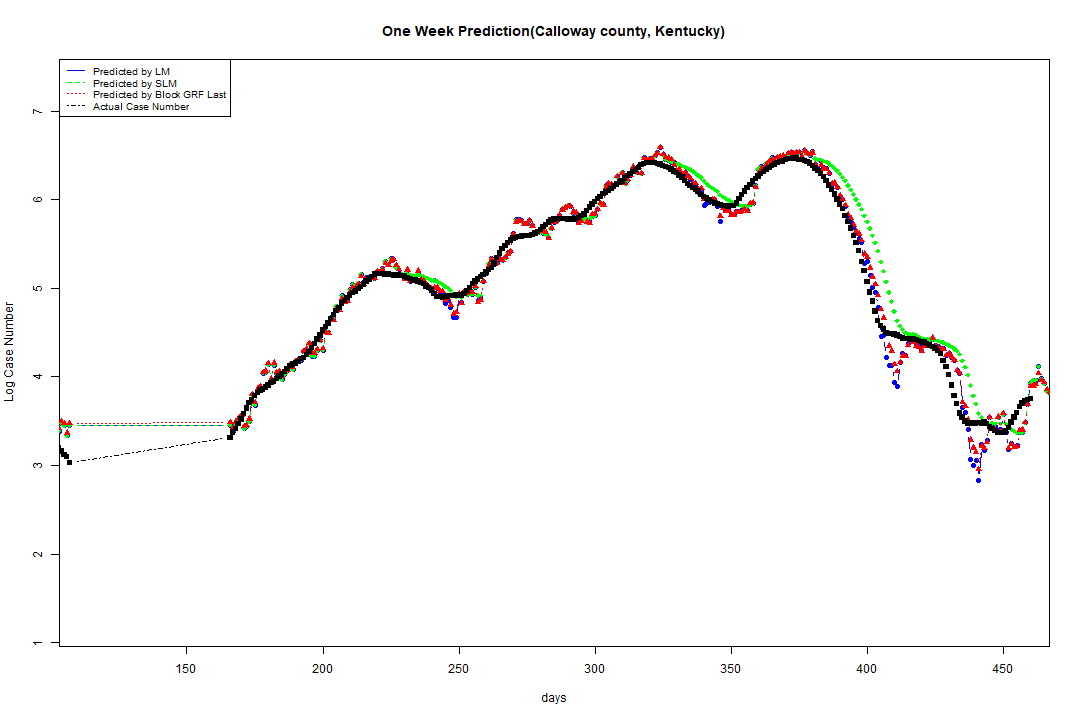 One Week Prediction(Calloway county, Kentucky)
Predicted by LM
Predicted by SLM
Predicted by Block GRF Last
Actual Case Number
Log Case Number
7
6
5
4
3
2
1
150 200 250 300 350 400 450
days